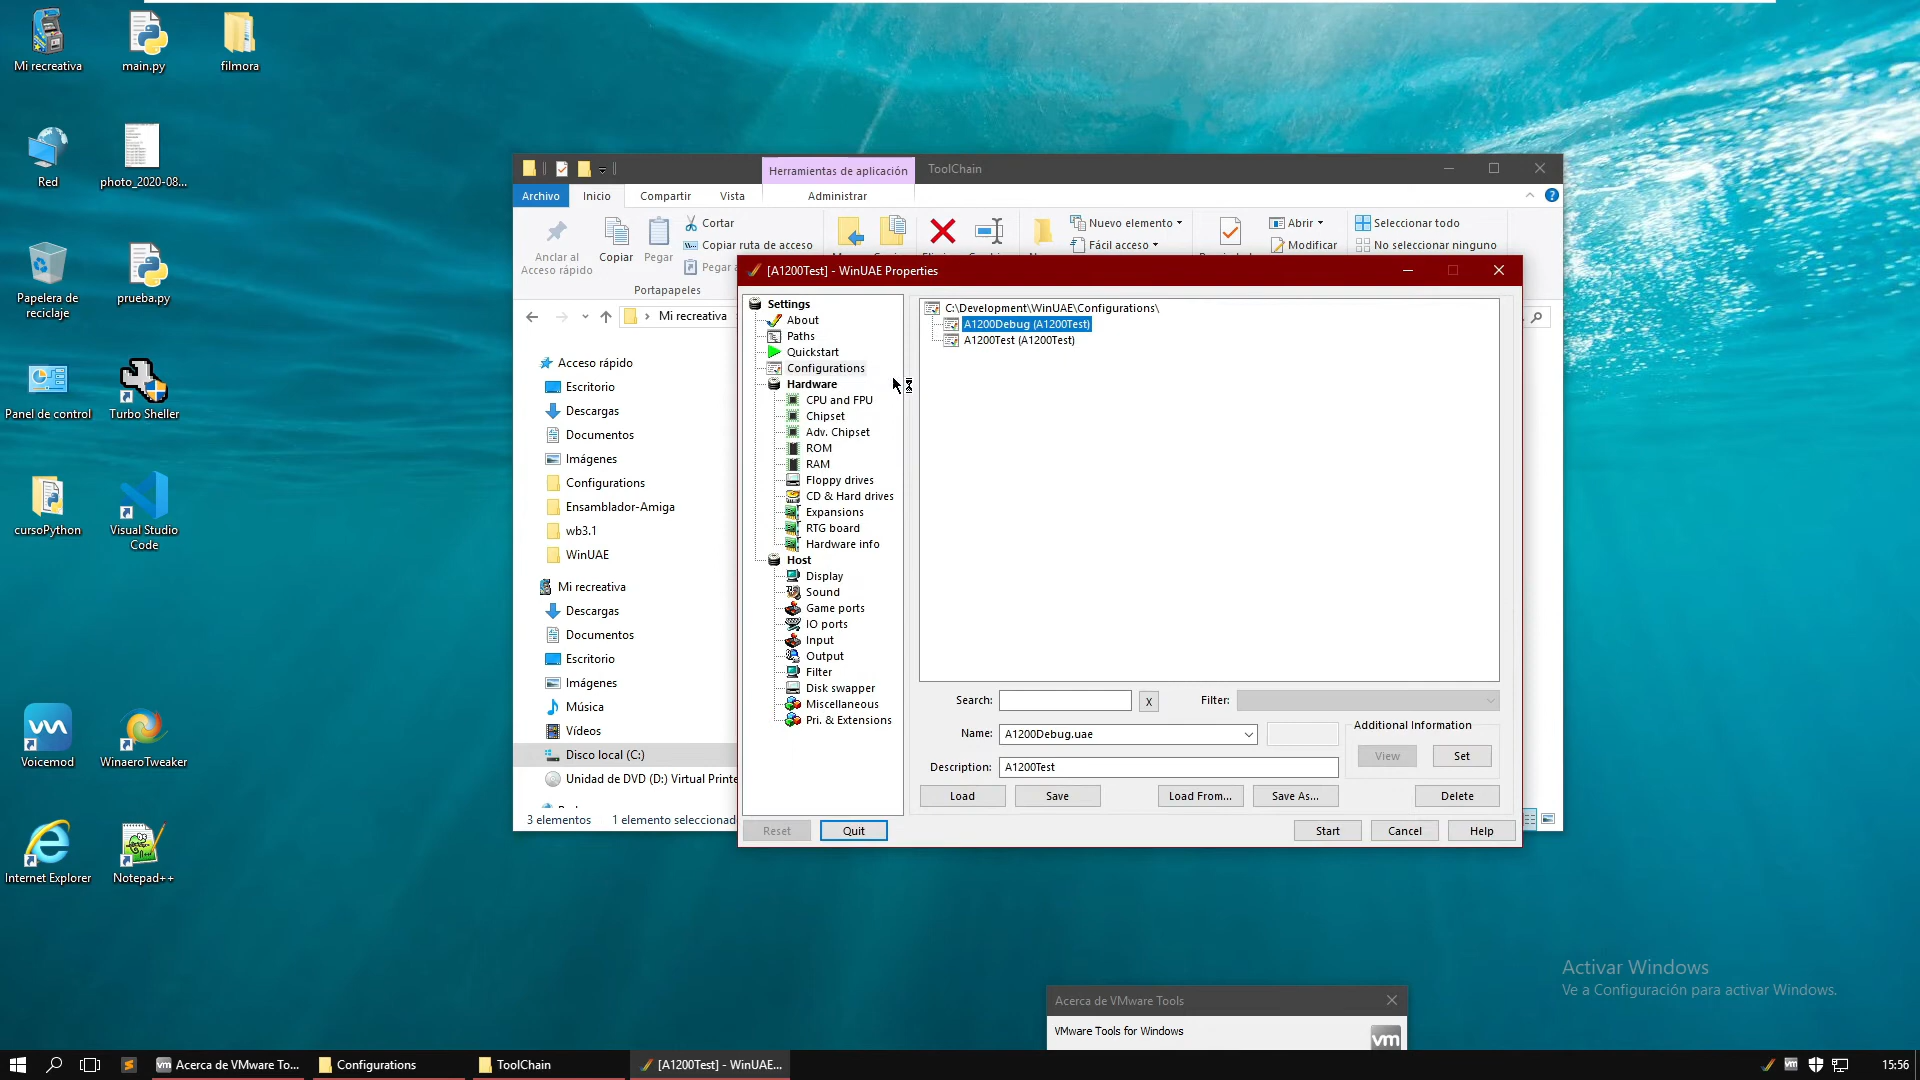 Mi recreativa
main.py
filmora
Red
photo_2020-08...
Papelera de
reciclaje
prueba.py
Panel de control
Turbo Sheller
cursoPython
Visual Studio
Code
Voicemod
WinaeroTweaker
Internet Explorer
Notepad++
Herramientas de aplicación
ToolChain
Archivo
Inicio
Compartir
Vista
Administrar
Anclar al
Acceso rápido
Copiar
Pegar
Cortar
Copiar ruta de acceso
Pegar a
Nuevo elemento
Fácil acceso
Abrir
Modificar
Seleccionar todo
No seleccionar ninguno
Portapapeles
Mi recreativa
Acceso rápido
Escritorio
Descargas
Documentos
Imágenes
Configurations
Ensamblador-Amiga
wb3.1
WinUAE
Mi recreativa
Descargas
Documentos
Escritorio
Imágenes
Música
Vídeos
Disco local (C:)
Unidad de DVD (D:) Virtual Printe
3 elementos
1 elemento seleccionad
[A1200Test] - WinUAE Properties
Settings
About
Paths
Quickstart
Configurations
Hardware
CPU and FPU
Chipset
Adv. Chipset
ROM
RAM
Floppy drives
CD & Hard drives
Expansions
RTG board
Hardware info
Host
Display
Sound
Game ports
IO ports
Input
Output
Filter
Disk swapper
Miscellaneous
Pri. & Extensions
C:\Development\WinUAE\Configurations\
A1200Debug (A1200Test)
A1200Test (A1200Test)
Search:
X
Filter:
Name:
A1200Debug.uae
Additional Information
View
Set
Description:
A1200Test
Load
Save
Load From...
Save As...
Delete
Reset
Quit
Start
Cancel
Help
Activar Windows
Ve a Configuración para activar Windows.
Acerca de VMware Tools
VMware Tools for Windows
vm
Acerca de VMware To...
Configurations
ToolChain
[A1200Test] - WinUAE...
15:56